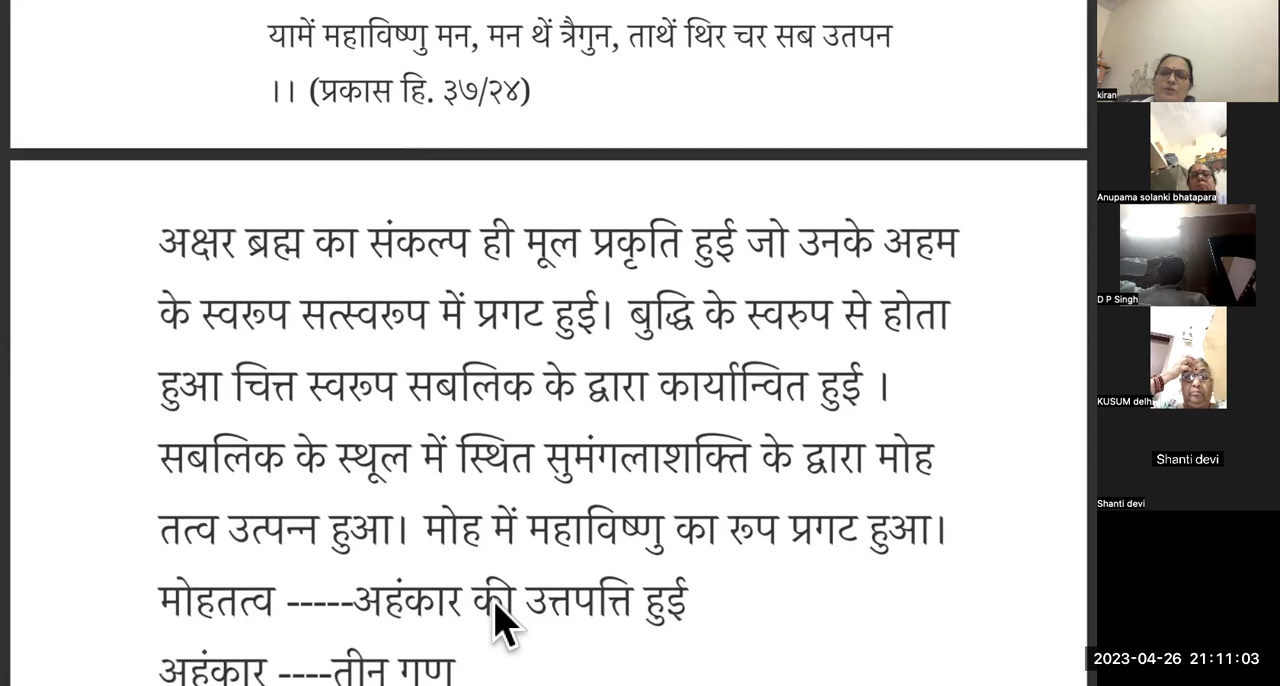 यामें महाविष्णु मन, मन थें त्रैगुन, ताथें थिर चर सब उतपन
।। (प्रकास हि. ३७/२४)
अक्षर ब्रह्म का संकल्प ही मूल प्रकृति हुई जो उनके अहम
के स्वरूप सत्स्वरूप में प्रगट हुई। बुद्धि के स्वरुप से होता
हुआ चित्त स्वरूप सबलिक के द्वारा कार्यान्वित हुई ।
सबलिक के स्थूल में स्थित सुमंगलाशक्ति के द्वारा मोह
तत्व उत्पन्न हुआ। मोह में महाविष्णु का रूप प्रगट हुआ।
मोहतत्व -----अहंकार की उत्तपत्ति हुई
अहंकार ----तीन गुण
kiran
Anupama solanki bhatapara
D P Singh
KUSUM delhi
Shanti devi
Shanti devi
2023-04-26 21:11:03